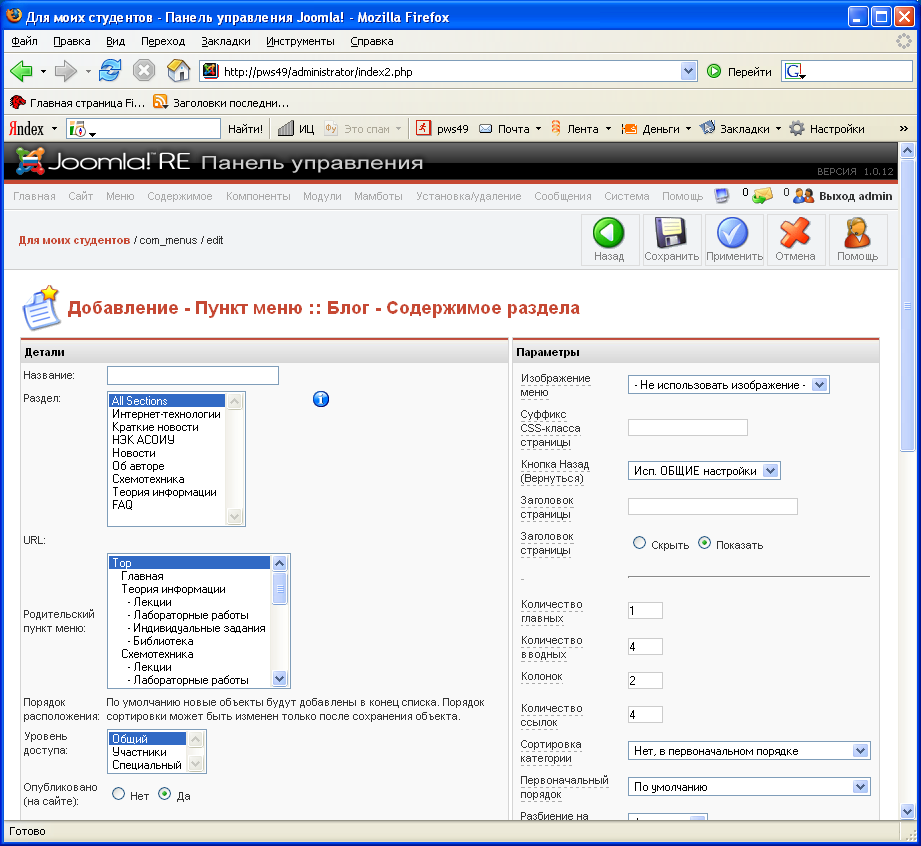 Для моих студентов - Панель управления Joomla! - Mozilla Firefox
Файл Правка Вид Переход Закладки Инструменты Справка
http://pws49/administrator/index2.php Перейти G
Главная страница Fi... Заголовки последни...
Яndex Найти! ИЦ Это спам pws49 Почта Лента Деньги Закладки Настройки »
Joomla!™ RE Панель управления
ВЕРСИЯ 1.0.12
Главная Сайт Меню Содержимое Компоненты Модули Мамботы Установка/удаление Сообщения Система Помощь 0 0 Выход admin
Для моих студентов / com_menus / edit
Назад Сохранить Применить Отмена Помощь
Добавление - Пункт меню :: Блог - Содержимое раздела
Детали
Название:
Раздел:
All Sections
Интернет-технологии
Краткие новости
НЭК АСОИУ
Новости
Об авторе
Схемотехника
Теория информации
FAQ
URL:
Родительский
пункт меню:
Top
Главная
Теория информации
- Лекции
- Лабораторные работы
- Индивидуальные задания
- Библиотека
Схемотехника
- Лекции
- Лабораторные работы
Порядок
расположения:
По умолчанию новые объекты будут добавлены в конец списка. Порядок
сортировки может быть изменен только после сохранения объекта.
Уровень
доступа:
Общий
Участники
Специальный
Опубликовано
(на сайте):
Нет Да
Параметры
Изображение
меню
- Не использовать изображение -
Суффикс
CSS-класса
страницы
Кнопка Назад
(Вернуться)
Исп. ОБЩИЕ настройки
Заголовок
страницы
Заголовок
страницы
Скрыть Показать
-
Количество
главных
1
Количество
вводных
4
Колонок
2
Количество
ссылок
4
Сортировка
категории
Нет, в первоначальном порядке
Первоначальный
порядок
По умолчанию
Разбиение на
Готово